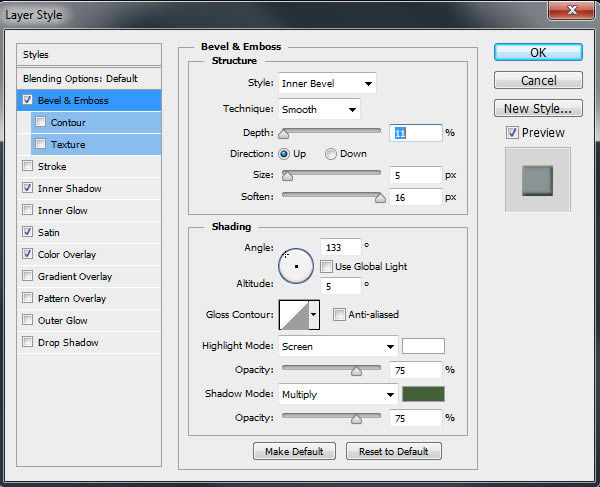 Layer Style
Styles
Blending Options: Default
Bevel & Emboss
Contour
Texture
Stroke
Inner Shadow
Inner Glow
Satin
Color Overlay
Gradient Overlay
Pattern Overlay
Outer Glow
Drop Shadow
Bevel & Emboss
Structure
Style: Inner Bevel
Technique: Smooth
Depth: 11 %
Direction: Up Down
Size: 5 px
Soften: 16 px
Shading
Angle: 133 °
Use Global Light
Altitude: 5 °
Gloss Contour: Anti-aliased
Highlight Mode: Screen
Opacity: 75 %
Shadow Mode: Multiply
Opacity: 75 %
Make Default Reset to Default
OK
Cancel
New Style...
Preview